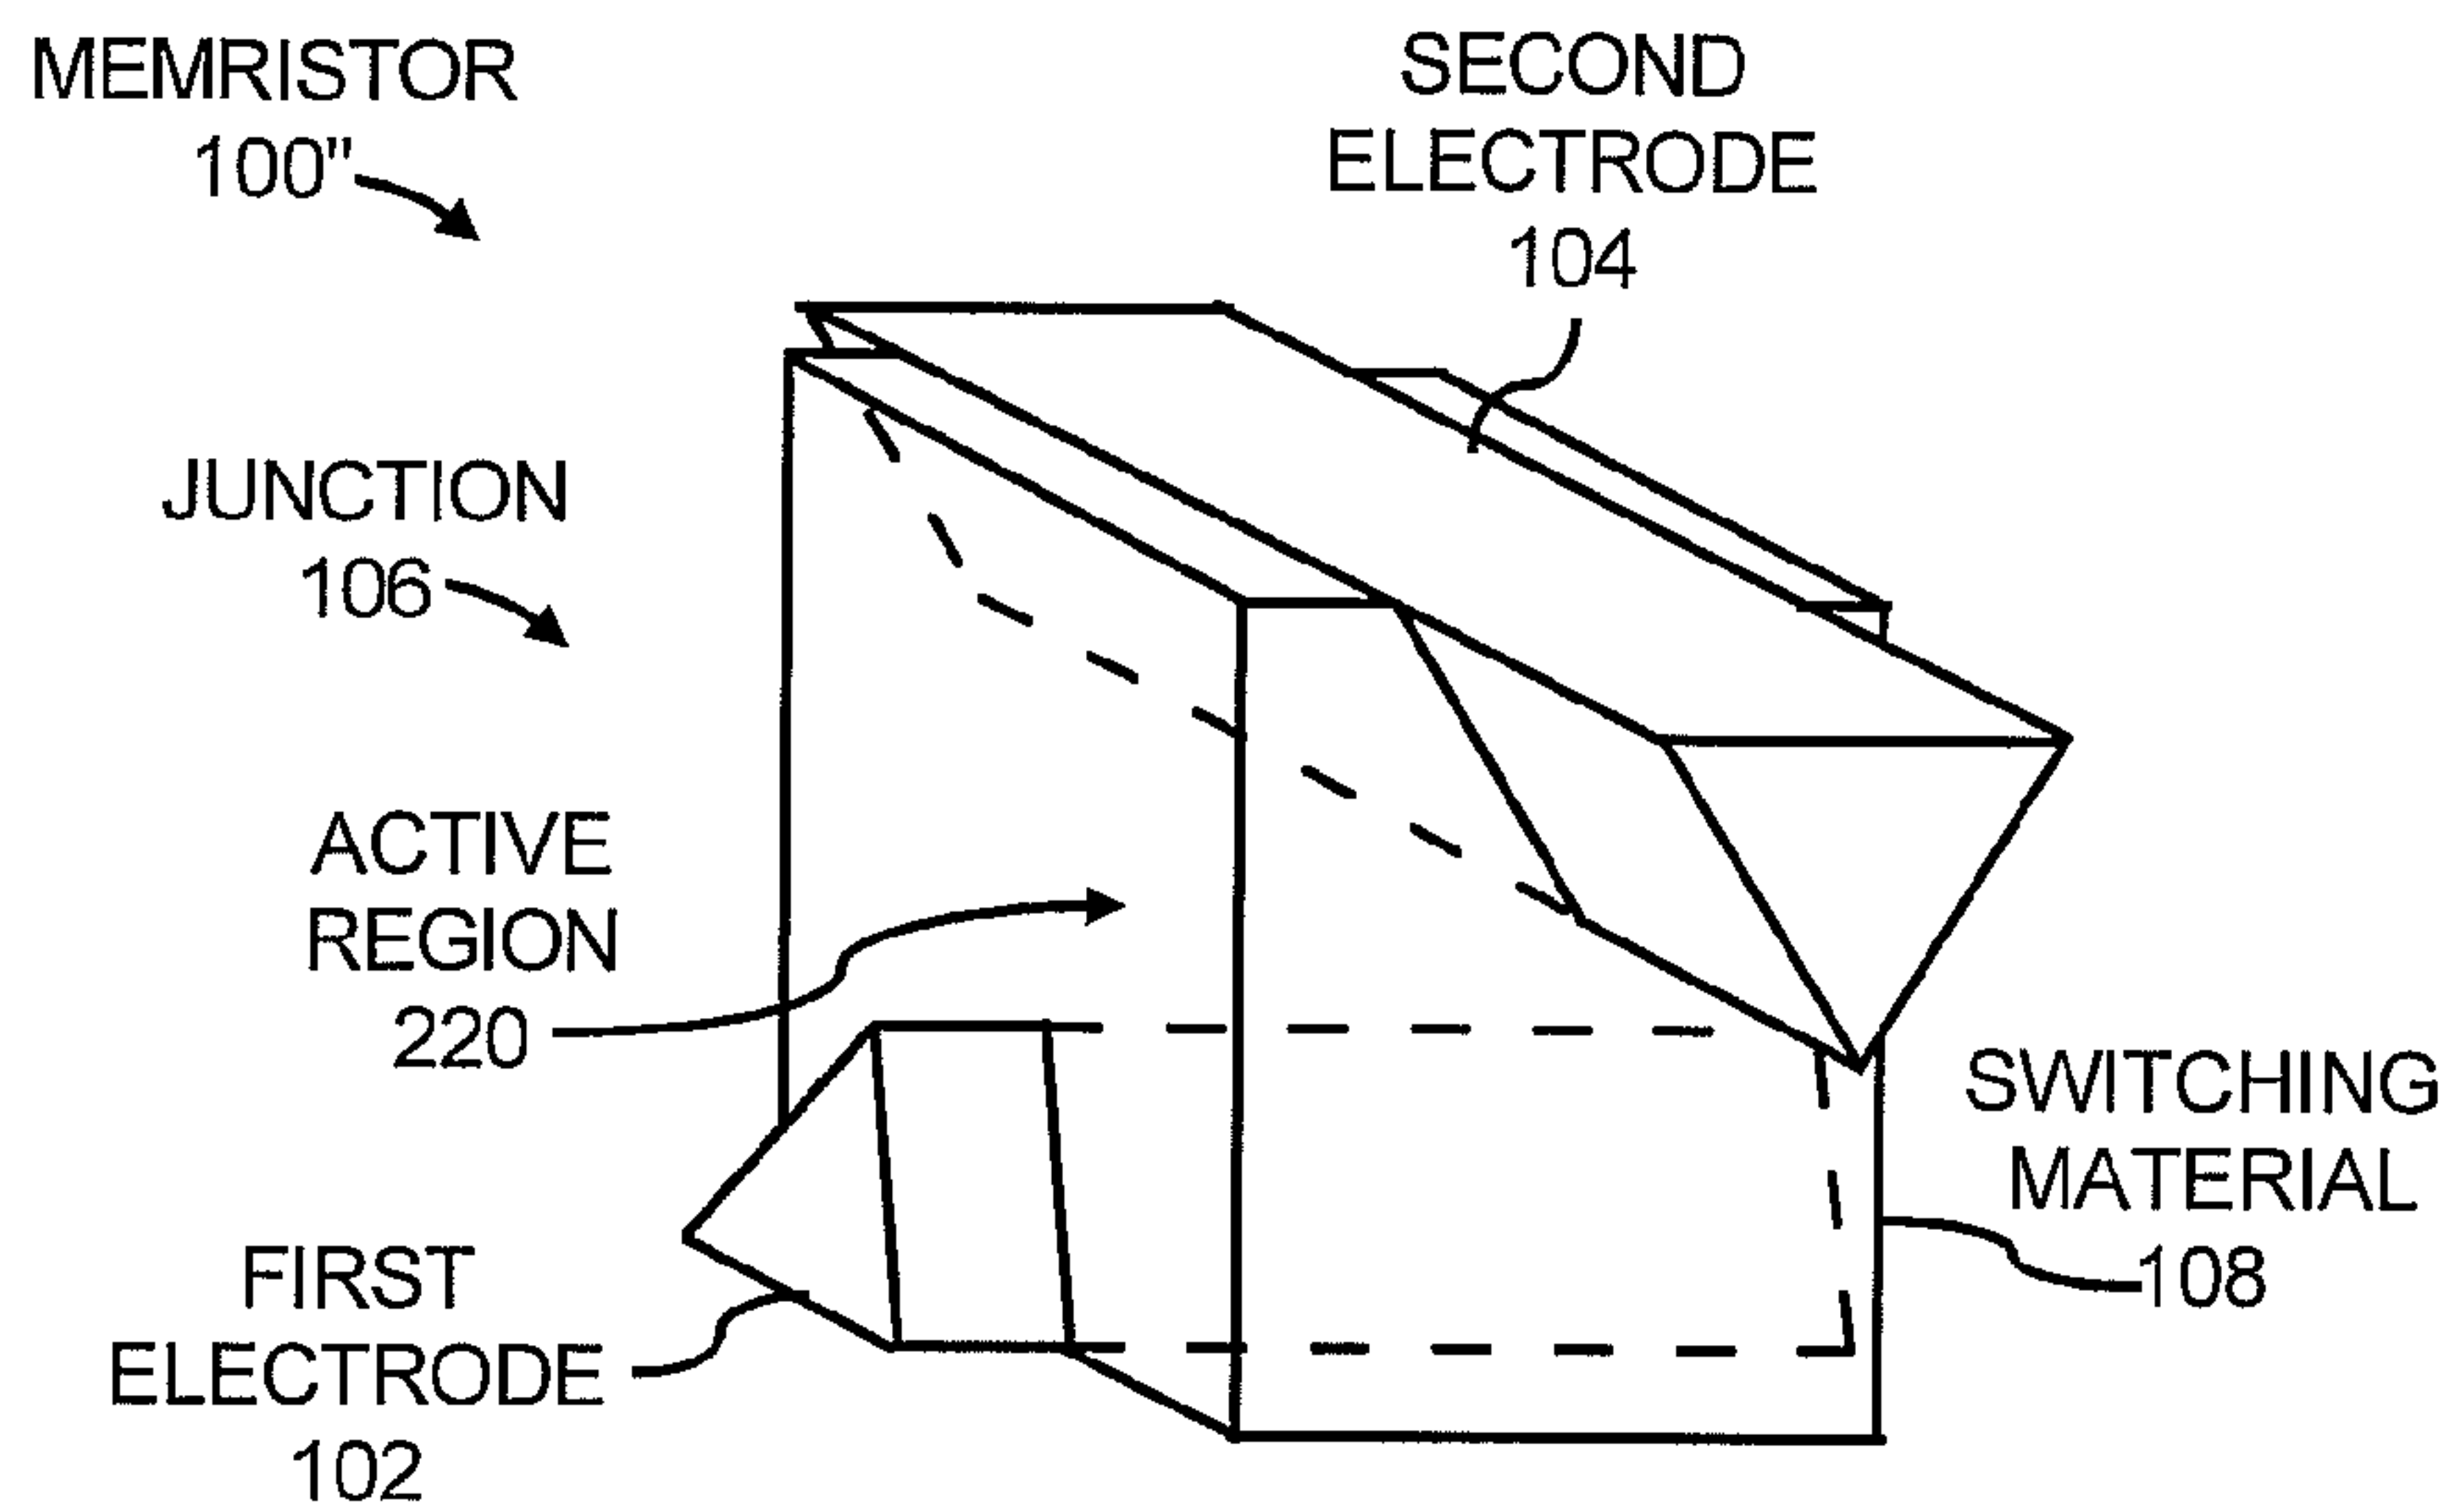 MEMRISTOR
100"
SECOND
ELECTRODE
104
JUNCTION
106
ACTIVE
REGION
220
SWITCHING
MATERIAL
108
FIRST
ELECTRODE
102